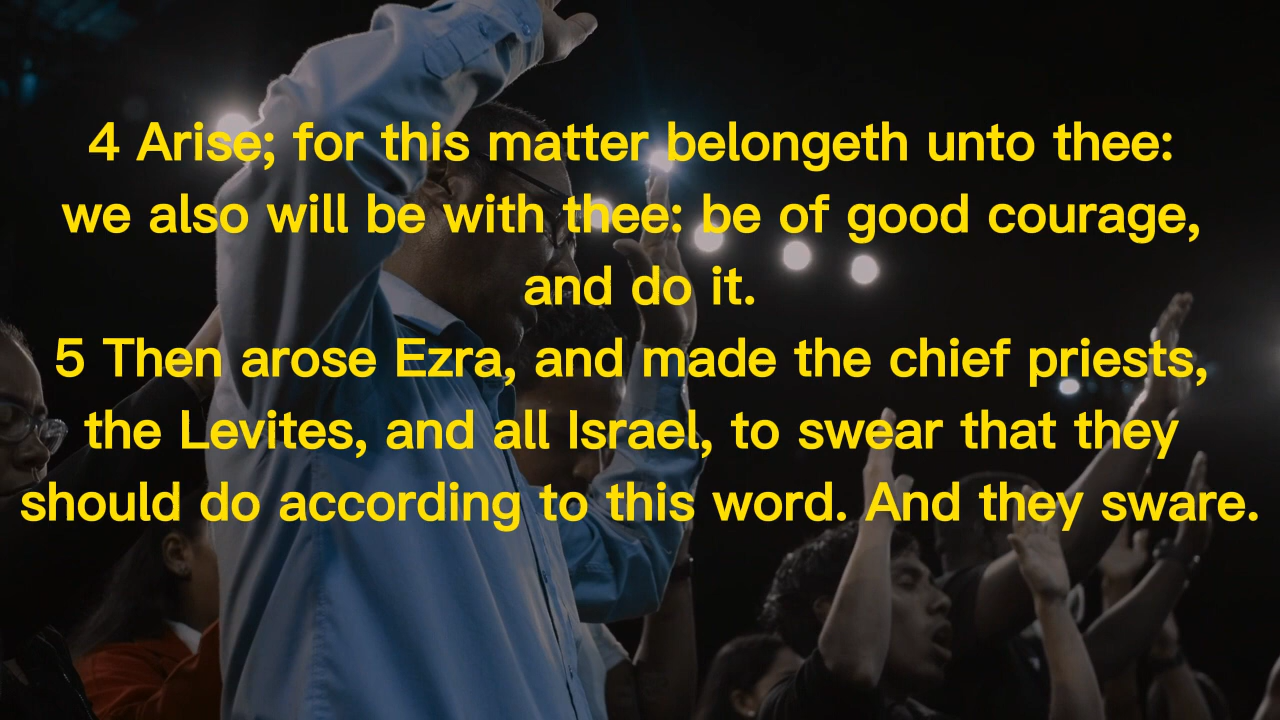 4 Arise; for this matter belongeth unto thee:
we also will be with thee: be of good courage,
and do it.
5 Then arose Ezra, and made the chief priests,
the Levites, and all Israel, to swear that they
should do according to this word. And they sware.